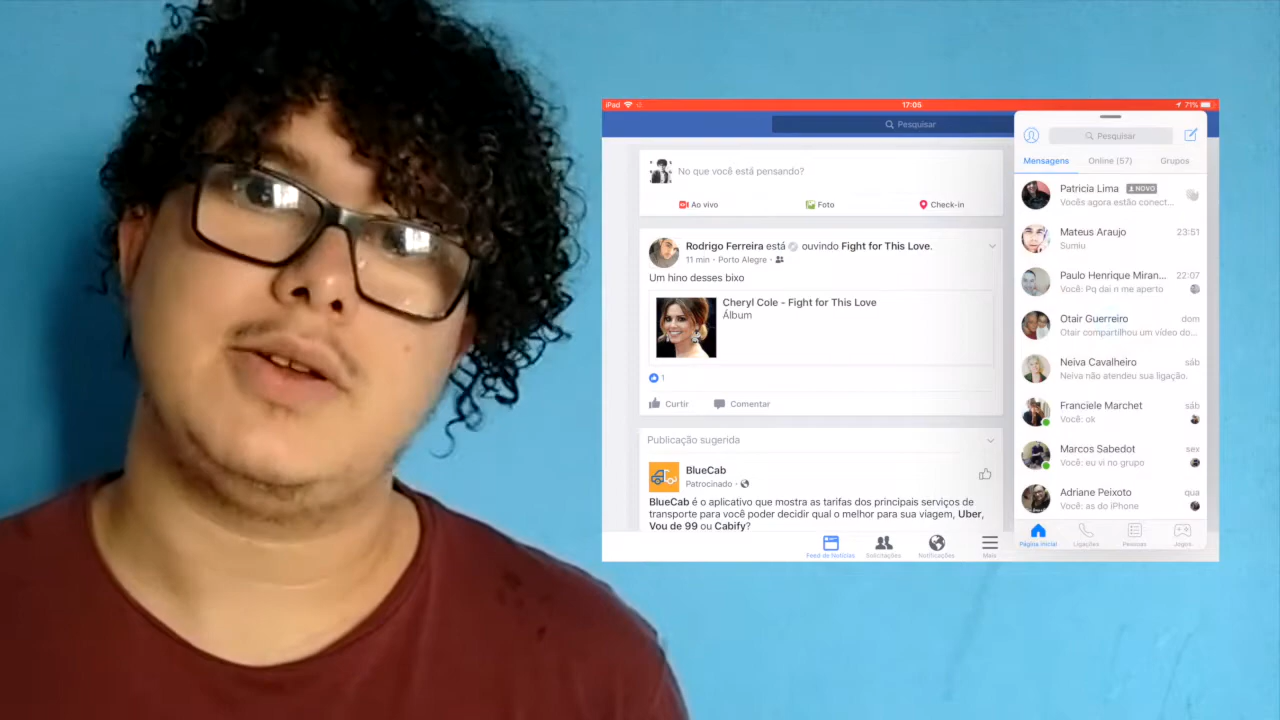 iPad
17:05
71%
Pesquisar
No que você está pensando?
Ao vivo
Foto
Check-in
Rodrigo Ferreira está ouvindo Fight for This Love.
11 min · Porto Alegre ·
Um hino desses bixo
Cheryl Cole - Fight for This Love
Álbum
1
Curtir
Comentar
Publicação sugerida
BlueCab
Patrocinado ·
BlueCab é o aplicativo que mostra as tarifas dos principais serviços de
transporte para você poder decidir qual o melhor para sua viagem, Uber,
Vou de 99 ou Cabify?
Feed de Notícias
Solicitações
Notificações
Mais
Pesquisar
Mensagens
Online (57)
Grupos
Patricia Lima NOVO
Vocês agora estão conect...
Mateus Araujo 23:51
Sumiu
Paulo Henrique Miran... 22:07
Você: Pq dai n me aperto
Otair Guerreiro dom
Otair compartilhou um vídeo do...
Neiva Cavalheiro sáb
Neiva não atendeu sua ligação.
Franciele Marchet sáb
Você: ok
Marcos Sabedot sex
Você: eu vi no grupo
Adriane Peixoto qua
Você: as do iPhone
Página Inicial
Ligações
Pessoas
Jogos